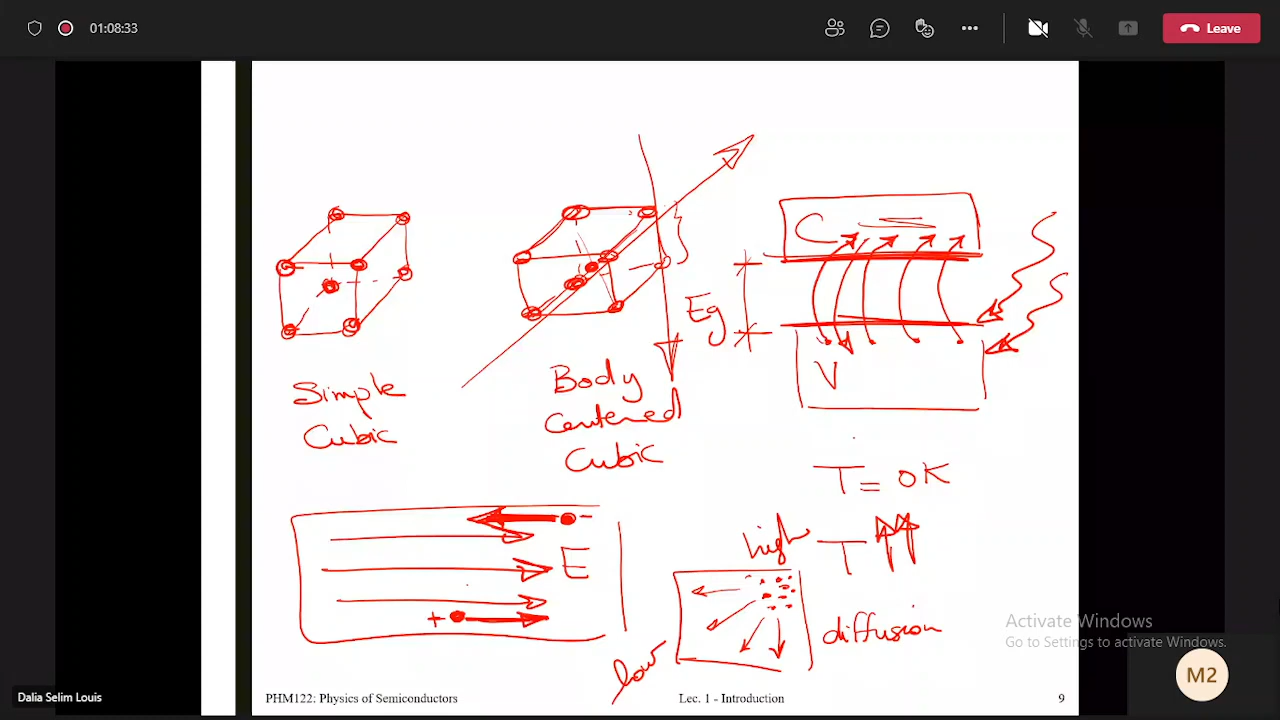 01:08:33
Leave
C
Eg
V
Simple
Cubic
Body
Centered
Cubic
T = 0K
T
high
E
-
+
diffusion
low
Activate Windows
Go to Settings to activate Windows.
M2
Dalia Selim Louis
PHM122: Physics of Semiconductors
Lec. 1 - Introduction
9